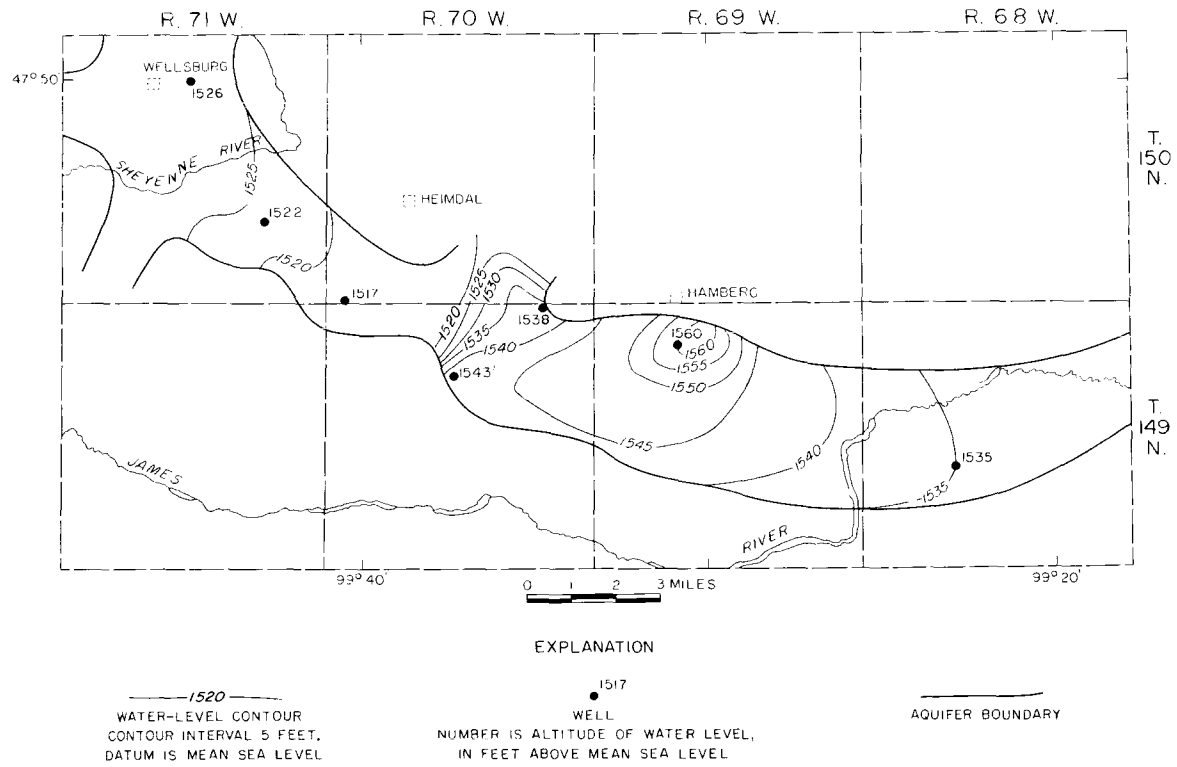 R. 71 W. R. 70 W. R. 69 W. R. 68 W.
47° 50'
WELLSBURG
1526
SHEYENNE RIVER
1525
T. 150 N.
HEIMDAL
1522
1520
1525
1530
1517
HAMBERG
1520
1538
1535
1560
1540
1560
1555
1543
1550
1545
T. 149 N.
1540
1535
JAMES
1535
RIVER
99° 40'
99° 20'
0 1 2 3 MILES
EXPLANATION
1520
WATER-LEVEL CONTOUR
CONTOUR INTERVAL 5 FEET.
DATUM IS MEAN SEA LEVEL
1517
WELL
NUMBER IS ALTITUDE OF WATER LEVEL,
IN FEET ABOVE MEAN SEA LEVEL
AQUIFER BOUNDARY